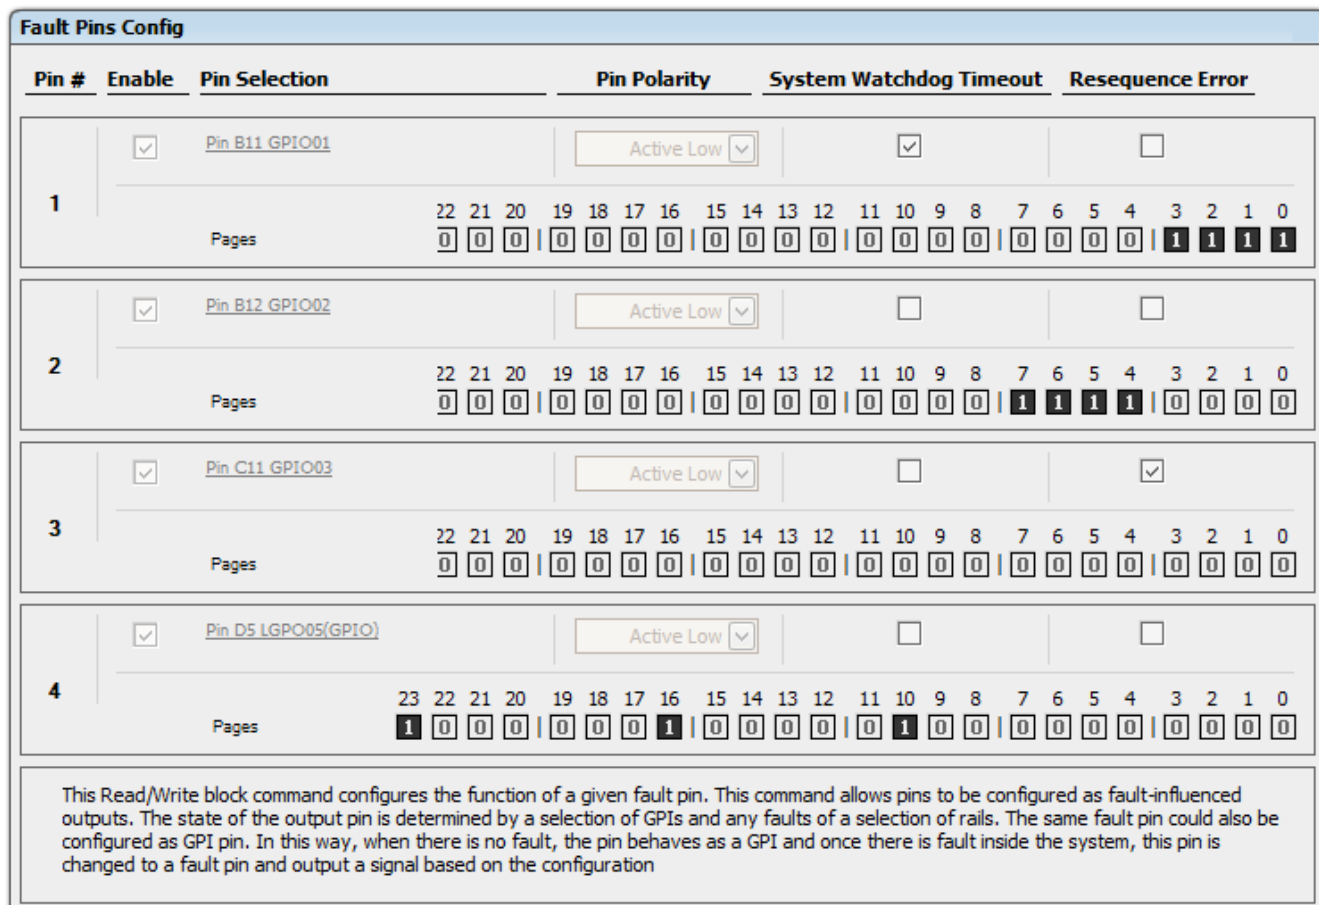 Fault Pins Config
Pin # Enable Pin Selection Pin Polarity System Watchdog Timeout Resequence Error
Pin B11 GPIO01 Active Low
1
22 21 20 19 18 17 16 15 14 13 12 11 10 9 8 7 6 5 4 3 2 1 0
Pages 0 0 0 | 0 0 0 0 | 0 0 0 0 | 0 0 0 0 | 0 0 0 0 | 1 1 1 1
Pin B12 GPIO02 Active Low
2
22 21 20 19 18 17 16 15 14 13 12 11 10 9 8 7 6 5 4 3 2 1 0
Pages 0 0 0 | 0 0 0 0 | 0 0 0 0 | 0 0 0 0 | 1 1 1 1 | 0 0 0 0
Pin C11 GPIO03 Active Low
3
22 21 20 19 18 17 16 15 14 13 12 11 10 9 8 7 6 5 4 3 2 1 0
Pages 0 0 0 | 0 0 0 0 | 0 0 0 0 | 0 0 0 0 | 0 0 0 0 | 0 0 0 0
Pin D5 LGPO05(GPIO) Active Low
4
23 22 21 20 19 18 17 16 15 14 13 12 11 10 9 8 7 6 5 4 3 2 1 0
Pages 1 0 0 0 | 0 0 0 1 | 0 0 0 0 | 0 1 0 0 | 0 0 0 0 | 0 0 0 0
This Read/Write block command configures the function of a given fault pin. This command allows pins to be configured as fault-influenced
outputs. The state of the output pin is determined by a selection of GPIs and any faults of a selection of rails. The same fault pin could also be
configured as GPI pin. In this way, when there is no fault, the pin behaves as a GPI and once there is fault inside the system, this pin is
changed to a fault pin and output a signal based on the configuration